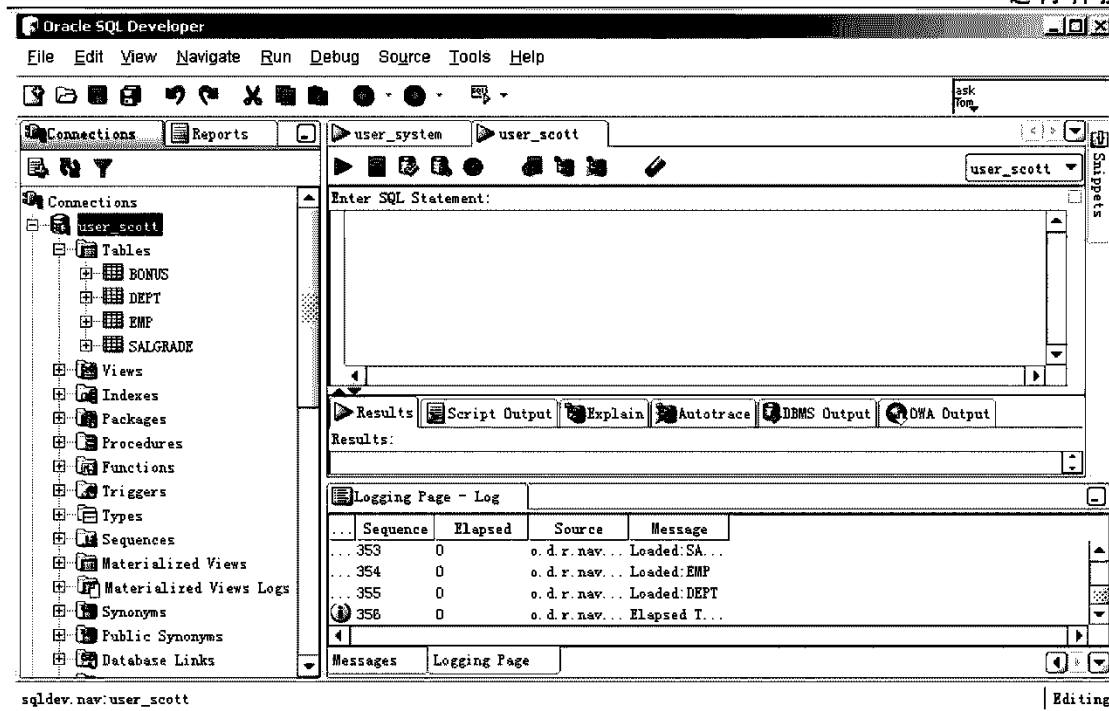 Oracle SQL Developer
File Edit View Navigate Run Debug Source Tools Help
ask
Tom
Connections Reports
user_system user_scott
user_scott
Snippets
Connections
user_scott
Tables
BONUS
DEPT
EMP
SALGRADE
Views
Indexes
Packages
Procedures
Functions
Triggers
Types
Sequences
Materialized Views
Materialized Views Logs
Synonyms
Public Synonyms
Database Links
Enter SQL Statement:
Results Script Output Explain Autotrace DBMS Output OWA Output
Results:
Logging Page - Log
... Sequence Elapsed Source Message
... 353 0 o.d.r.nav... Loaded:SA...
... 354 0 o.d.r.nav... Loaded:EMP
... 355 0 o.d.r.nav... Loaded:DEPT
356 0 o.d.r.nav... Elapsed T...
Messages Logging Page
sqldev.nav:user_scott Editing